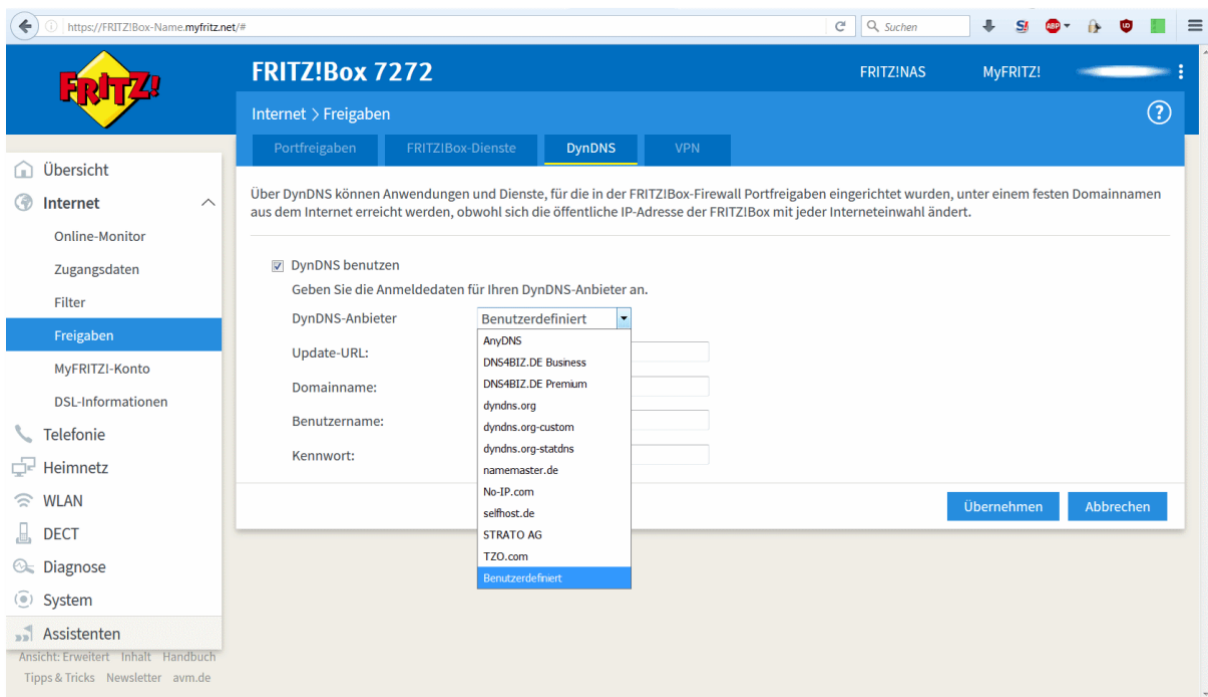 https://FRITZ!Box-Name.myfritz.net/#
Suchen
ABP
FRITZ!
FRITZ!Box 7272
FRITZ!NAS
MyFRITZ!
Internet > Freigaben
Portfreigaben
FRITZ!Box-Dienste
DynDNS
VPN
Übersicht
Internet
Online-Monitor
Zugangsdaten
Filter
Freigaben
MyFRITZ!-Konto
DSL-Informationen
Telefonie
Heimnetz
WLAN
DECT
Diagnose
System
Assistenten
Ansicht: Erweitert Inhalt Handbuch
Tipps & Tricks Newsletter avm.de
Über DynDNS können Anwendungen und Dienste, für die in der FRITZ!Box-Firewall Portfreigaben eingerichtet wurden, unter einem festen Domainnamen
aus dem Internet erreicht werden, obwohl sich die öffentliche IP-Adresse der FRITZ!Box mit jeder Interneteinwahl ändert.
DynDNS benutzen
Geben Sie die Anmeldedaten für Ihren DynDNS-Anbieter an.
DynDNS-Anbieter
Benutzerdefiniert
Update-URL:
Domainname:
Benutzername:
Kennwort:
AnyDNS
DNS4BIZ.DE Business
DNS4BIZ.DE Premium
dyndns.org
dyndns.org-custom
dyndns.org-statdns
namemaster.de
No-IP.com
selfhost.de
STRATO AG
TZO.com
Benutzerdefiniert
Übernehmen
Abbrechen